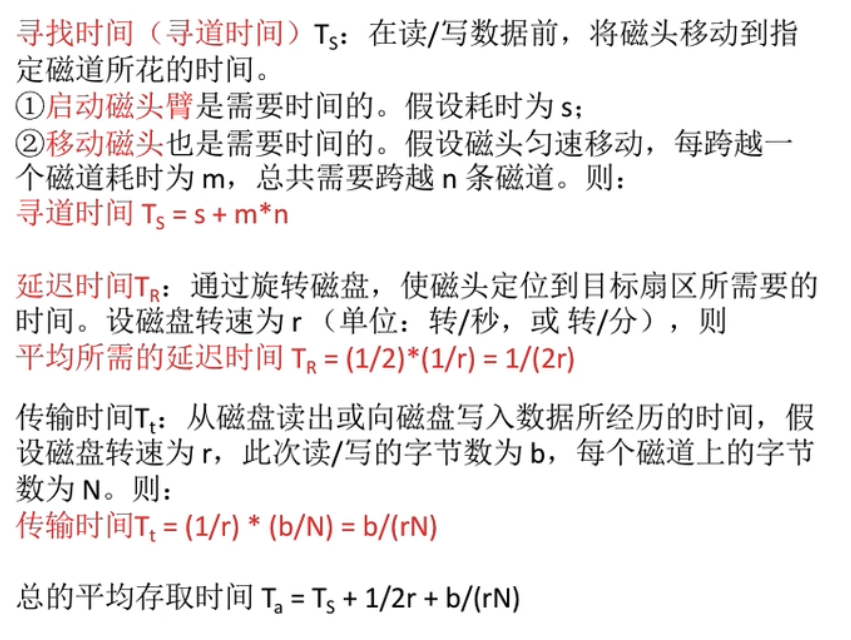 寻找时间（寻道时间）Ts：在读/写数据前，将磁头移动到指
定磁道所花的时间。
①启动磁头臂是需要时间的。假设耗时为 s；
②移动磁头也是需要时间的。假设磁头匀速移动，每跨越一
个磁道耗时为 m，总共需要跨越 n 条磁道。则：
寻道时间 Ts = s + m*n
延迟时间TR：通过旋转磁盘，使磁头定位到目标扇区所需要的
时间。设磁盘转速为 r （单位：转/秒，或 转/分），则
平均所需的延迟时间 TR = (1/2)*(1/r) = 1/(2r)
传输时间Tt：从磁盘读出或向磁盘写入数据所经历的时间，假
设磁盘转速为 r，此次读/写的字节数为 b，每个磁道上的字节
数为 N。则：
传输时间Tt = (1/r) * (b/N) = b/(rN)
总的平均存取时间 Ta = Ts + 1/2r + b/(rN)